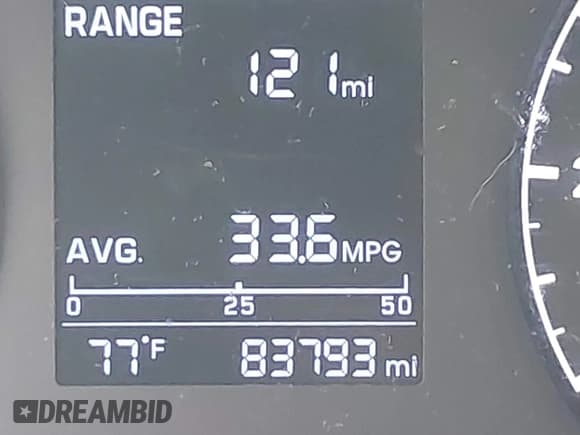 RANGE
121 mi
AVG. 33.6 MPG
0 25 50
77°F 83793 mi
DREAMBID